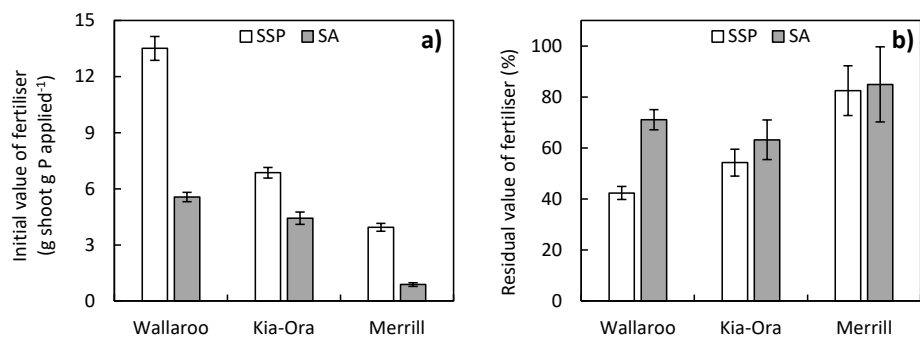 Initial value of fertiliser
(g shoot g P applied⁻¹)
15
12
9
6
3
0
SSP
SA
a)
Wallaroo
Kia-Ora
Merrill
Residual value of fertiliser (%)
100
80
60
40
20
0
SSP
SA
b)
Wallaroo
Kia-Ora
Merrill